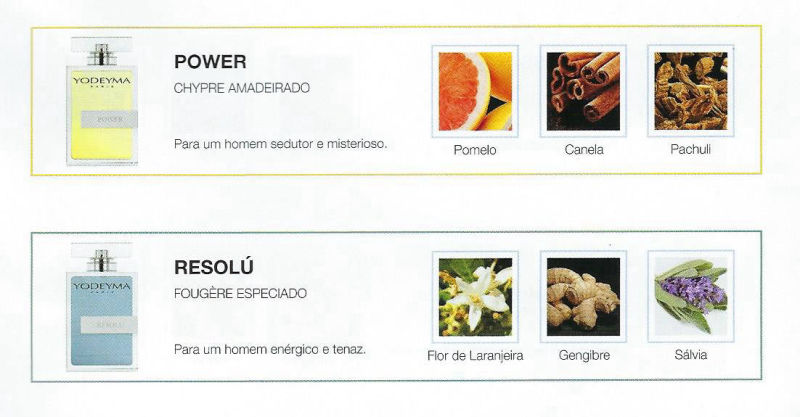 POWER
CHYPRE AMADEIRADO
Para um homem sedutor e misterioso.
YODEYMA
PARIS
POWER
Pomelo
Canela
Pachuli
RESOLÚ
FOUGÈRE ESPECIADO
Para um homem enérgico e tenaz.
YODEYMA
PARIS
RESOLÚ
Flor de Laranjeira
Gengibre
Sálvia